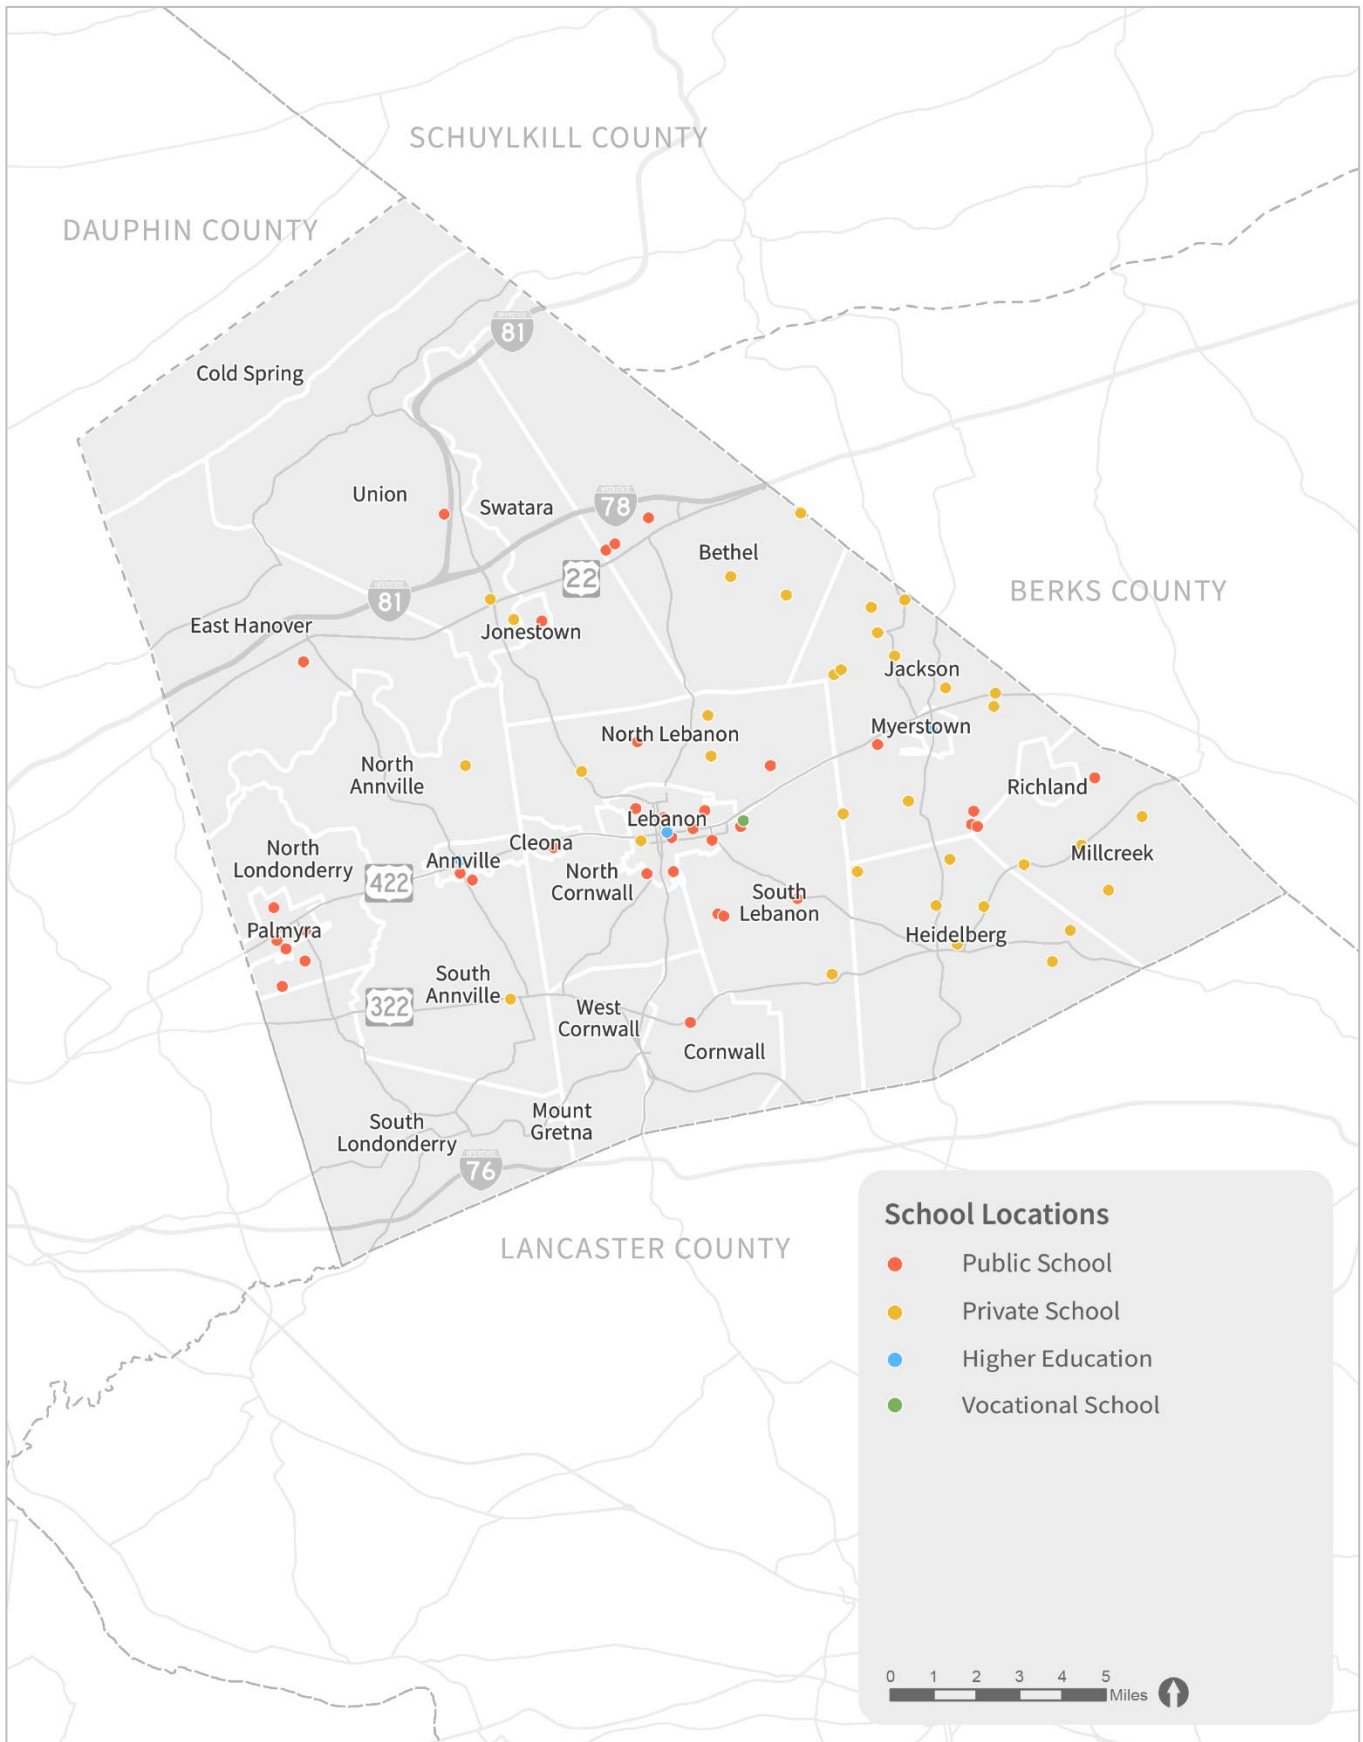 SCHUYLKILL COUNTY
DAUPHIN COUNTY
INTERSTATE
81
Cold Spring
Union
Swatara
INTERSTATE
78
Bethel
22
INTERSTATE
81
BERKS COUNTY
East Hanover
Jonestown
Jackson
Myerstown
North Lebanon
North
Annville
Richland
Lebanon
Cleona
North
Londonderry
Annville
Millcreek
422
North
Cornwall
South
Lebanon
Palmyra
Heidelberg
South
Annville
322
West
Cornwall
Cornwall
South
Londonderry
Mount
Gretna
76
LANCASTER COUNTY
School Locations
Public School
Private School
Higher Education
Vocational School
0 1 2 3 4 5
Miles